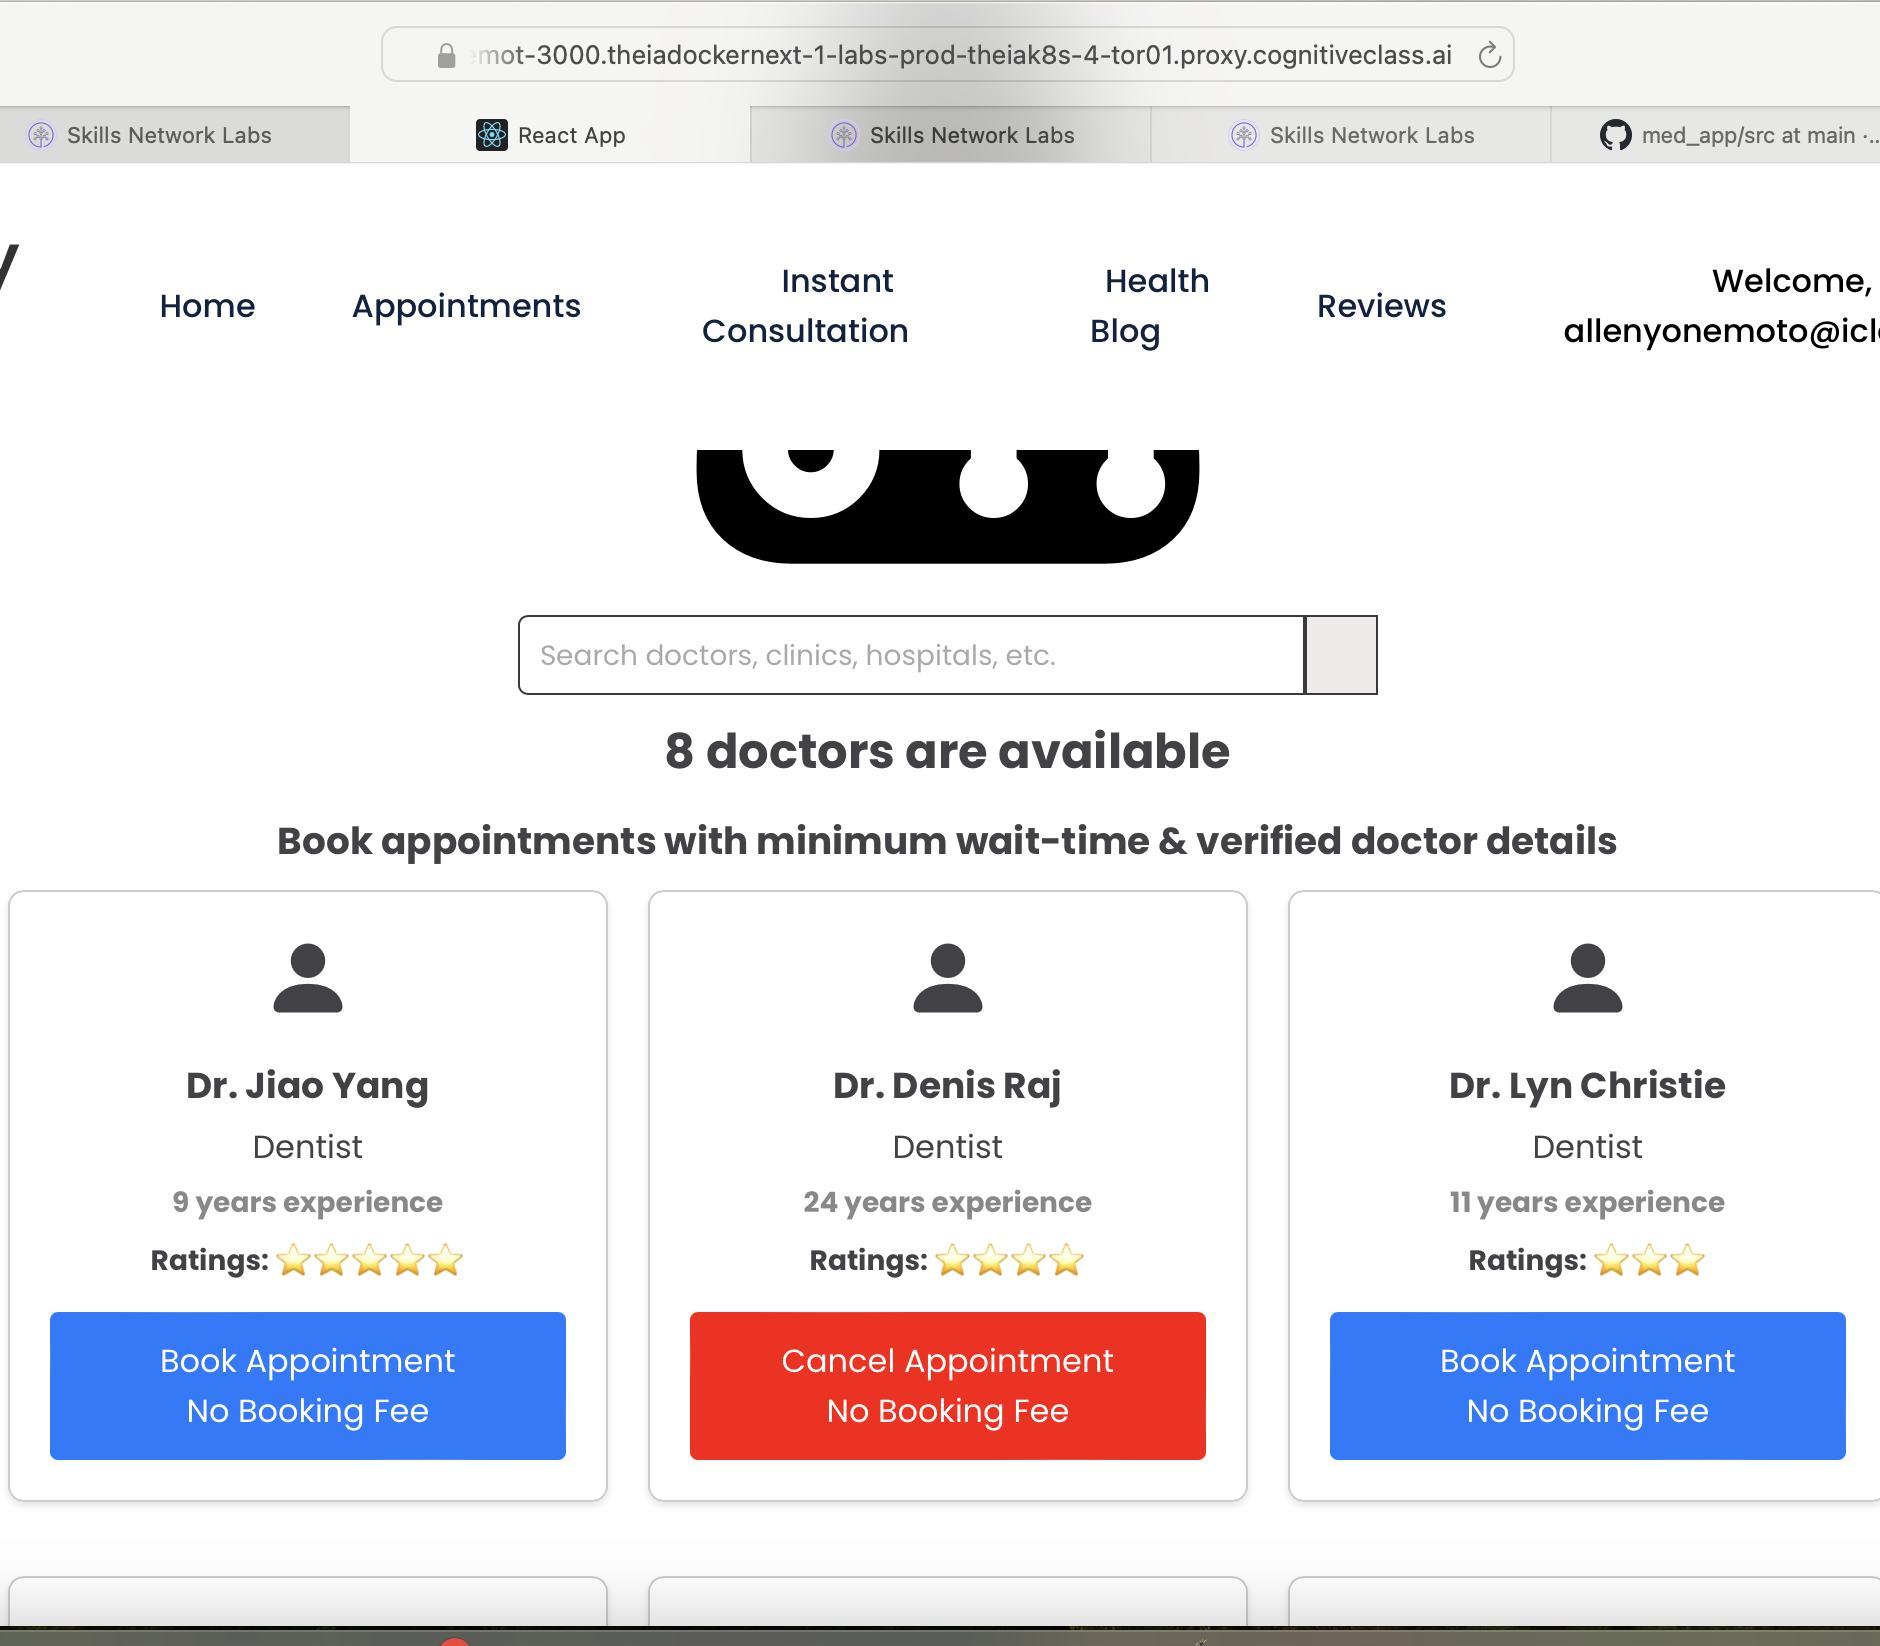 emot-3000.theiadockernext-1-labs-prod-theiak8s-4-tor01.proxy.cognitiveclass.ai
Skills Network Labs
React App
Skills Network Labs
Skills Network Labs
med_app/src at main ·...
y
Home
Appointments
Instant
Consultation
Health
Blog
Reviews
Welcome,
allenyonemoto@icl
Search doctors, clinics, hospitals, etc.
8 doctors are available
Book appointments with minimum wait-time & verified doctor details
Dr. Jiao Yang
Dentist
9 years experience
Ratings: ⭐⭐⭐⭐⭐
Book Appointment
No Booking Fee
Dr. Denis Raj
Dentist
24 years experience
Ratings: ⭐⭐⭐⭐
Cancel Appointment
No Booking Fee
Dr. Lyn Christie
Dentist
11 years experience
Ratings: ⭐⭐⭐
Book Appointment
No Booking Fee